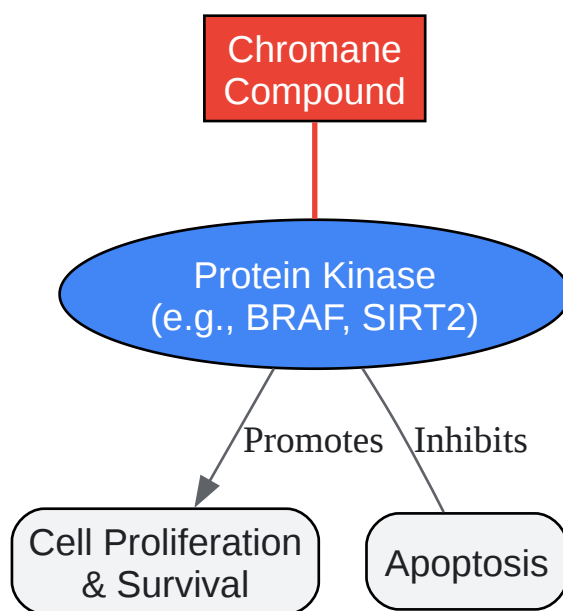 Chromane
Compound
Protein Kinase
(e.g., BRAF, SIRT2)
Promotes
Inhibits
Cell Proliferation
& Survival
Apoptosis